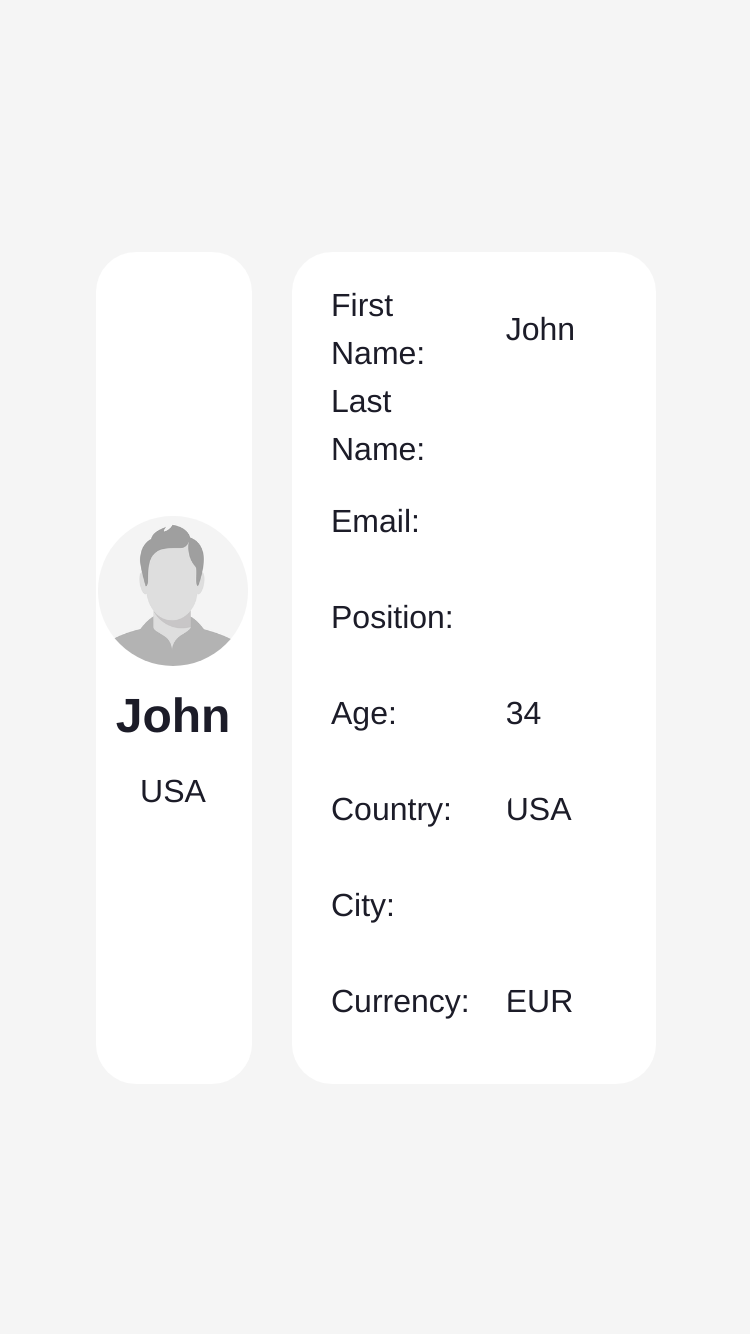 John
USA
First
Name:
John
Last
Name:
Email:
Position:
Age: 34
Country: USA
City:
Currency: EUR